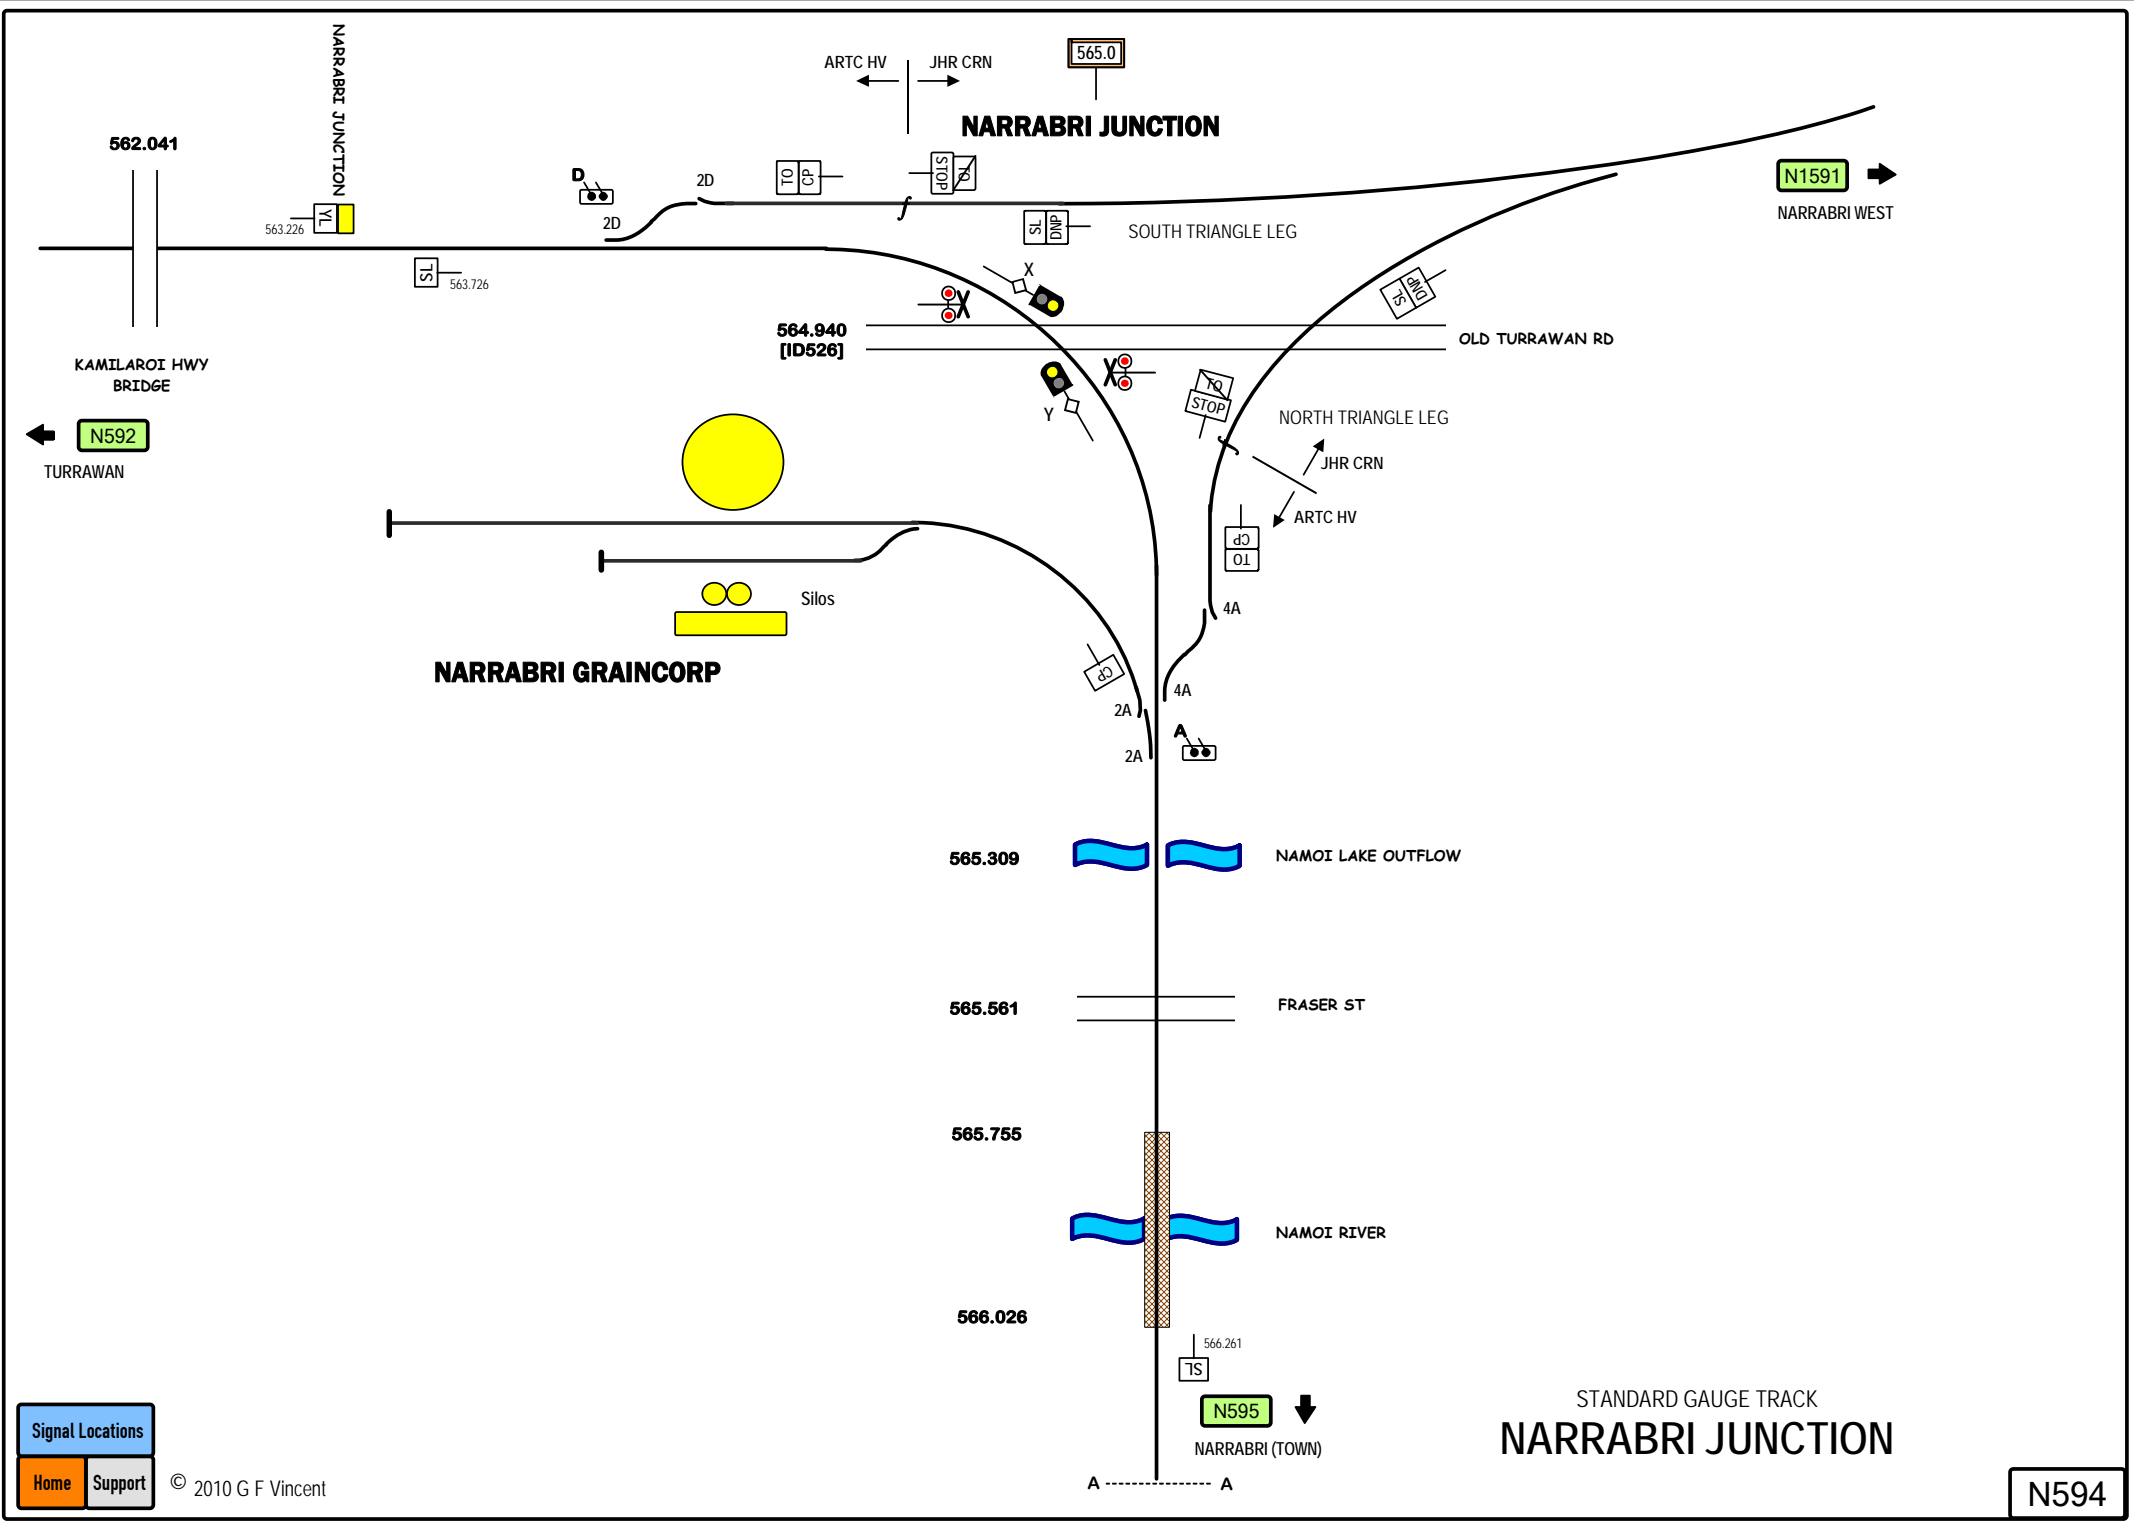 NARRABRI JUNCTION
562.041
563.226
YL
SL
563.726
KAMILAROI HWY
BRIDGE
N592
TURRAWAN
D
2D
2D
TO
CP
ARTC HV
JHR CRN
565.0
NARRABRI JUNCTION
STOP
TO
SL
DNP
SOUTH TRIANGLE LEG
N1591
NARRABRI WEST
X
X
564.940
[ID526]
OLD TURRAWAN RD
SL
DNP
X
Y
TO
STOP
NORTH TRIANGLE LEG
JHR CRN
ARTC HV
CP
TO
4A
4A
Silos
NARRABRI GRAINCORP
CP
2A
2A
A
565.309
NAMOI LAKE OUTFLOW
565.561
FRASER ST
565.755
NAMOI RIVER
566.026
566.261
SL
N595
NARRABRI (TOWN)
A
A
STANDARD GAUGE TRACK
NARRABRI JUNCTION
N594
Signal Locations
Home
Support
© 2010 G F Vincent